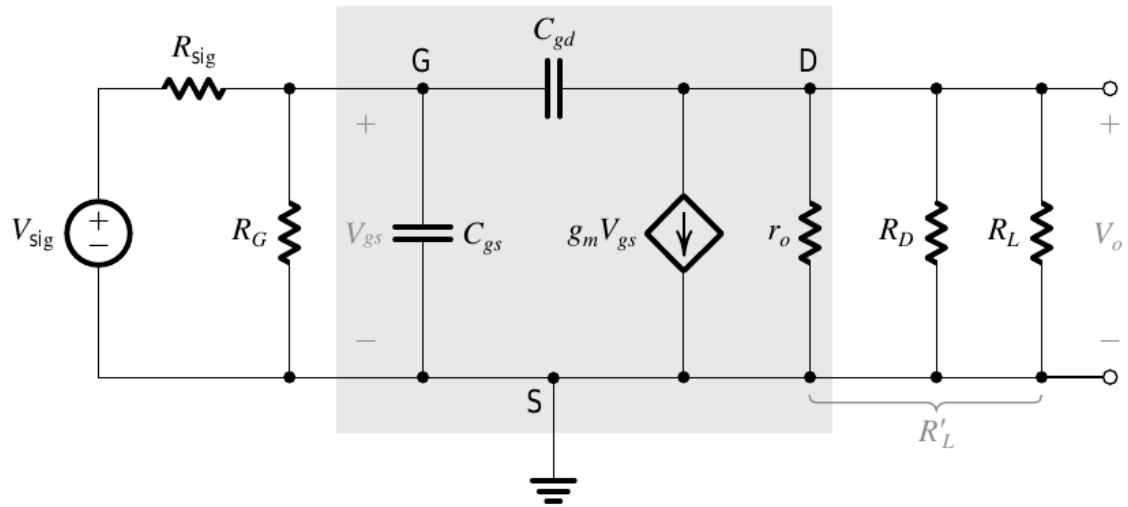 C_gd
R_sig
G
D
+
+
V_sig
+
−
R_G
V_gs
C_gs
g_m V_gs
r_o
R_D
R_L
V_o
−
−
S
R'_L